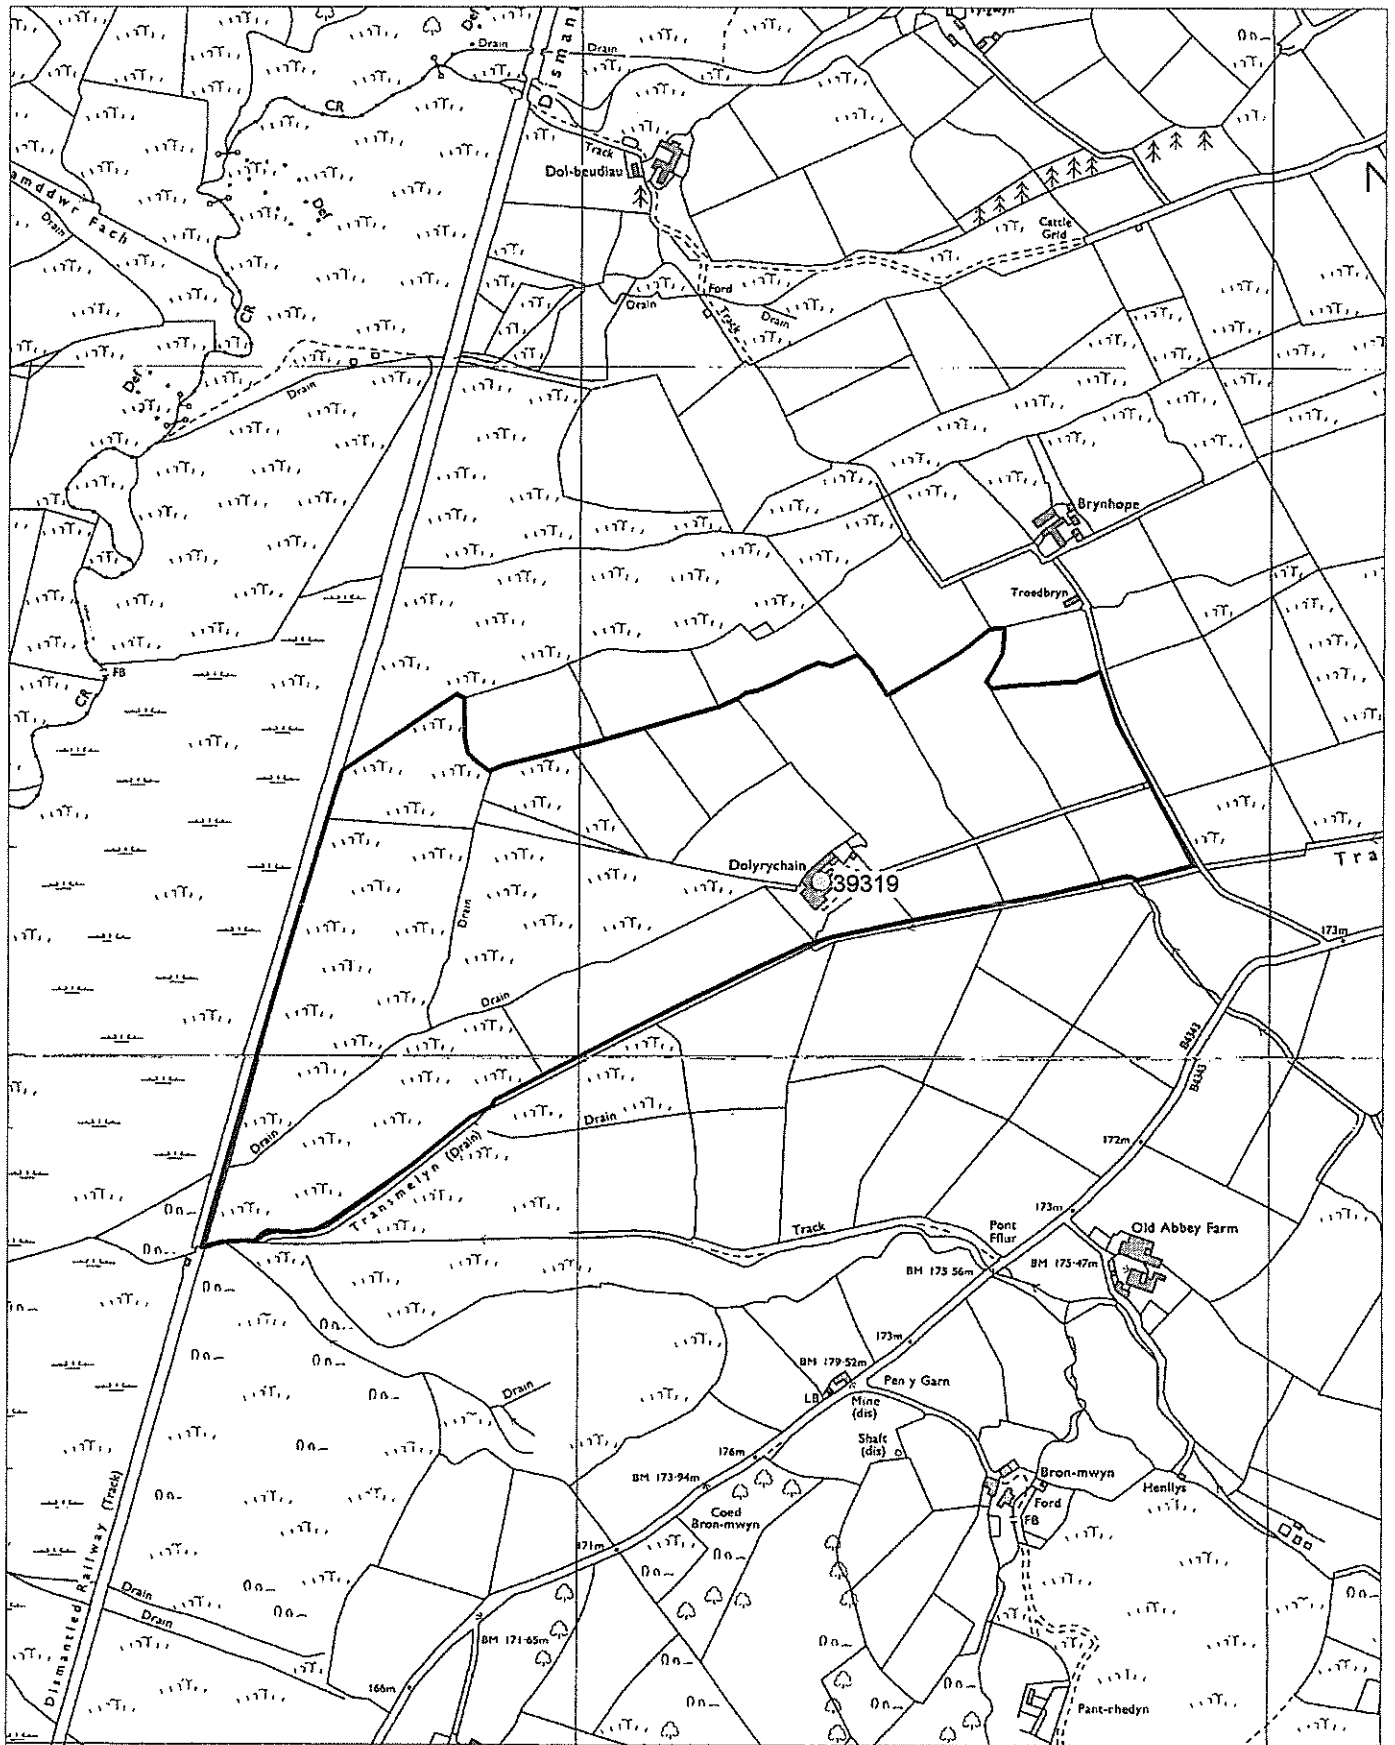 Def
Drain
Drain
Dismant
CR
Track
Dol-beudiau
amddwr Fach
Drain
Def
Cattle
Grid
N
CR
Ford
Drain
Track
Drain
Def
Drain
Brynhope
Troedbryn
FB
CR
Dolyrychain
39319
Tra
Drain
173m
Drain
B4343
B4343
Drain
Drain
172m
Transmelyn (Drain)
173m
Track
Pont
Fflur
Old Abbey Farm
BM 175·56m
BM 175·47m
173m
BM 179·52m
Pen y Garn
LB
Mine
(dis)
Drain
Shaft
(dis)
176m
BM 173·94m
Bron-mwyn
Ford
FB
Henllys
Coed
Bron-mwyn
171m
Dismantled Railway (Track)
Drain
Drain
BM 171·65m
166m
Pant-rhedyn